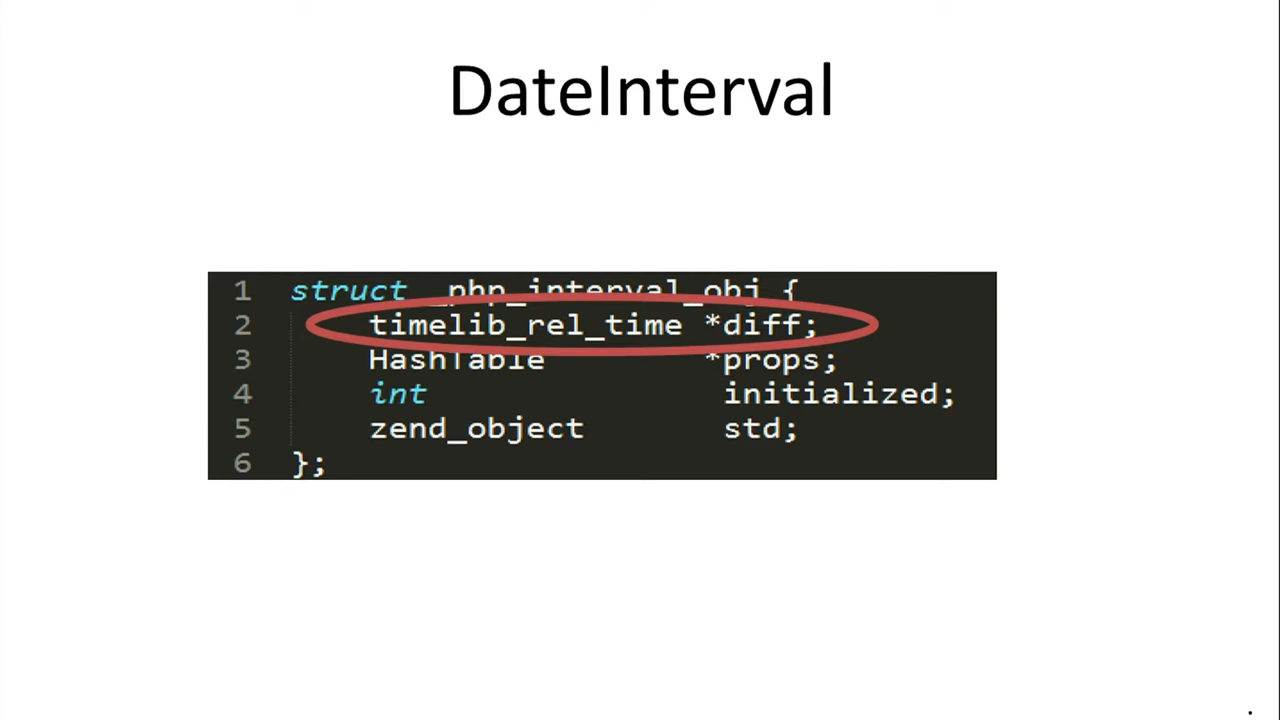 DateInterval
1 struct _php_interval_obj {
2 timelib_rel_time *diff;
3 HashTable *props;
4 int initialized;
5 zend_object std;
6 };
.